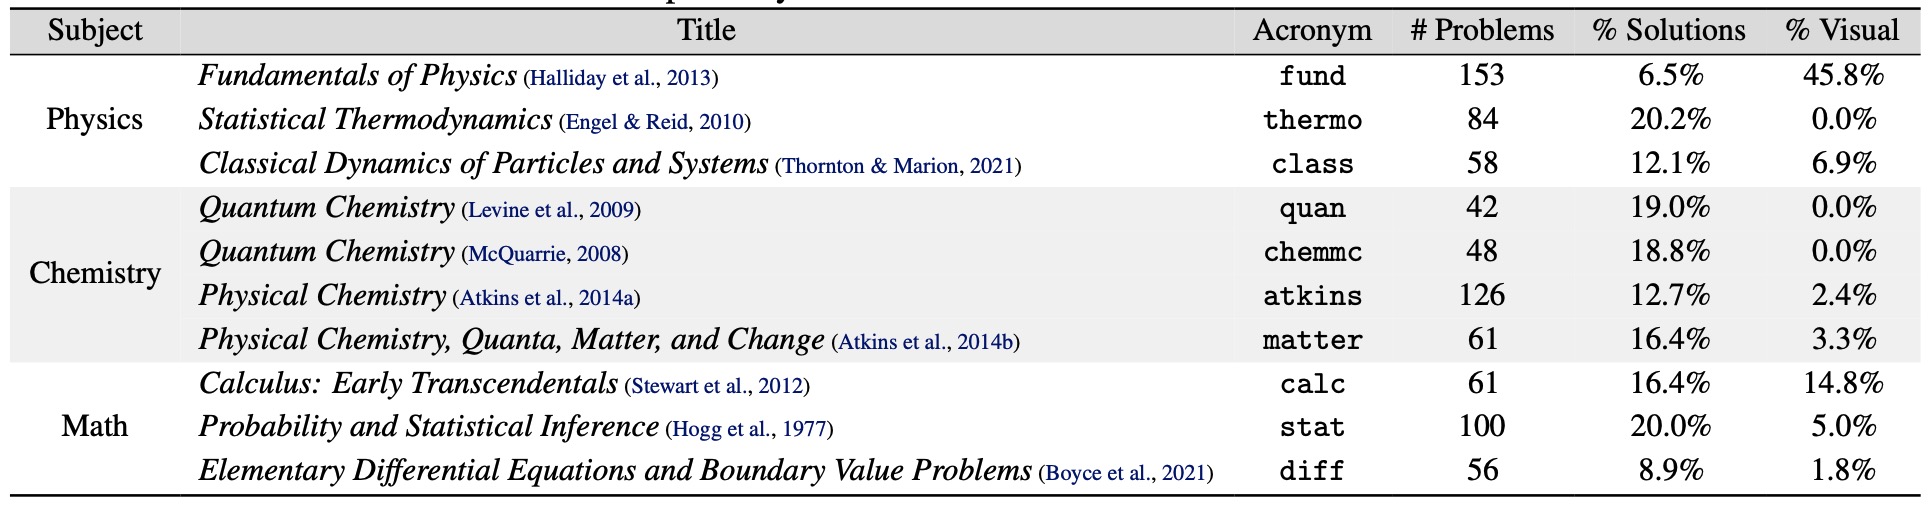 Subject Title Acronym # Problems % Solutions % Visual
Fundamentals of Physics (Halliday et al., 2013) fund 153 6.5% 45.8%
Physics Statistical Thermodynamics (Engel & Reid, 2010) thermo 84 20.2% 0.0%
Classical Dynamics of Particles and Systems (Thornton & Marion, 2021) class 58 12.1% 6.9%
Quantum Chemistry (Levine et al., 2009) quan 42 19.0% 0.0%
Quantum Chemistry (McQuarrie, 2008) chemmc 48 18.8% 0.0%
Chemistry
Physical Chemistry (Atkins et al., 2014a) atkins 126 12.7% 2.4%
Physical Chemistry, Quanta, Matter, and Change (Atkins et al., 2014b) matter 61 16.4% 3.3%
Calculus: Early Transcendentals (Stewart et al., 2012) calc 61 16.4% 14.8%
Math Probability and Statistical Inference (Hogg et al., 1977) stat 100 20.0% 5.0%
Elementary Differential Equations and Boundary Value Problems (Boyce et al., 2021) diff 56 8.9% 1.8%